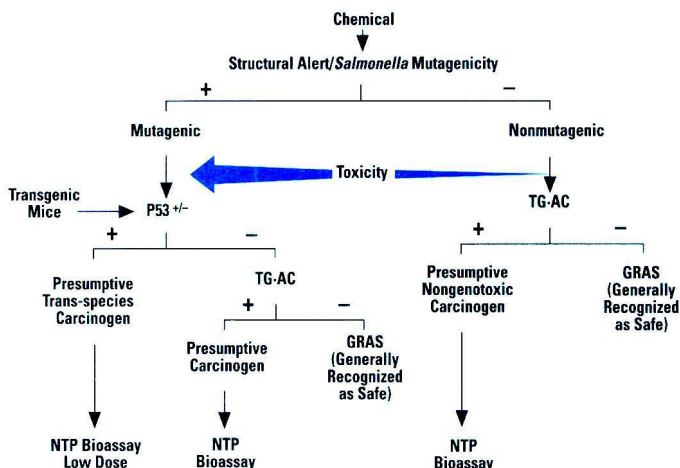 Chemical
Structural Alert/Salmonella Mutagenicity
+
−
Mutagenic
Nonmutagenic
Toxicity
Transgenic
Mice
P53 +/−
TG·AC
+
−
+
−
Presumptive
Trans-species
Carcinogen
TG·AC
Presumptive
Nongenotoxic
Carcinogen
GRAS
(Generally
Recognized
as Safe)
+
−
Presumptive
Carcinogen
GRAS
(Generally
Recognized
as Safe)
NTP Bioassay
Low Dose
NTP
Bioassay
NTP
Bioassay